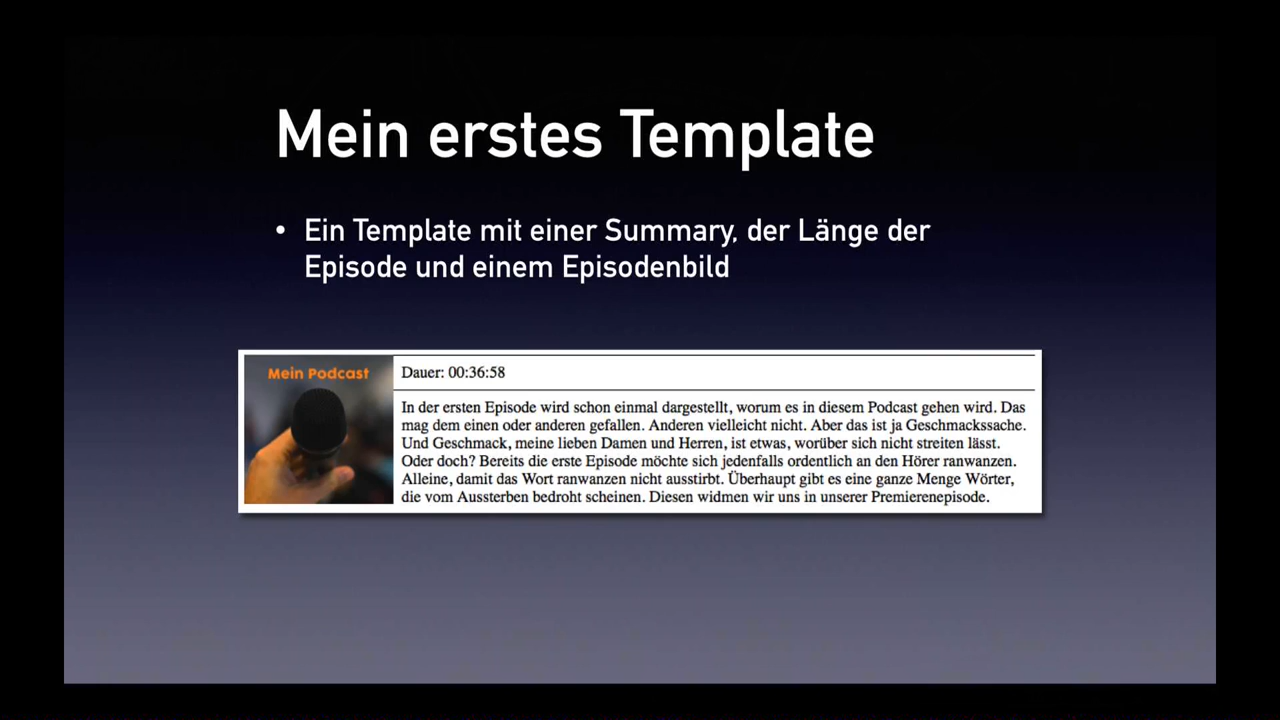 Mein erstes Template
• Ein Template mit einer Summary, der Länge der
Episode und einem Episodenbild
Mein Podcast
Dauer: 00:36:58
In der ersten Episode wird schon einmal dargestellt, worum es in diesem Podcast gehen wird. Das
mag dem einen oder anderen gefallen. Anderen vielleicht nicht. Aber das ist ja Geschmackssache.
Und Geschmack, meine lieben Damen und Herren, ist etwas, worüber sich nicht streiten lässt.
Oder doch? Bereits die erste Episode möchte sich jedenfalls ordentlich an den Hörer ranwanzen.
Alleine, damit das Wort ranwanzen nicht ausstirbt. Überhaupt gibt es eine ganze Menge Wörter,
die vom Aussterben bedroht scheinen. Diesen widmen wir uns in unserer Premierenepisode.